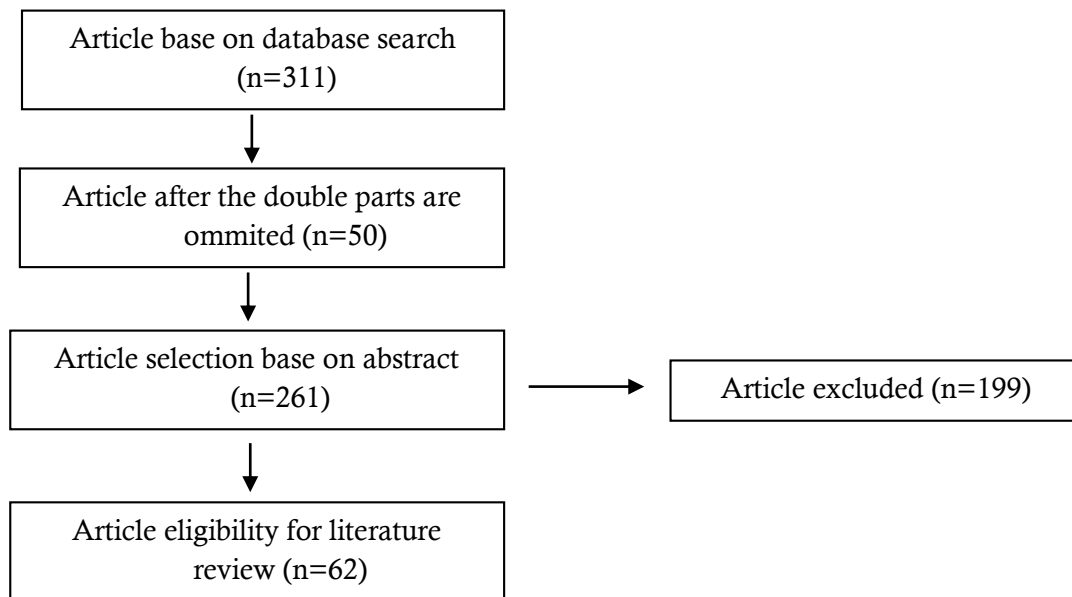 Article base on database search
(n=311)
Article after the double parts are
ommited (n=50)
Article selection base on abstract
(n=261)
Article excluded (n=199)
Article eligibility for literature
review (n=62)